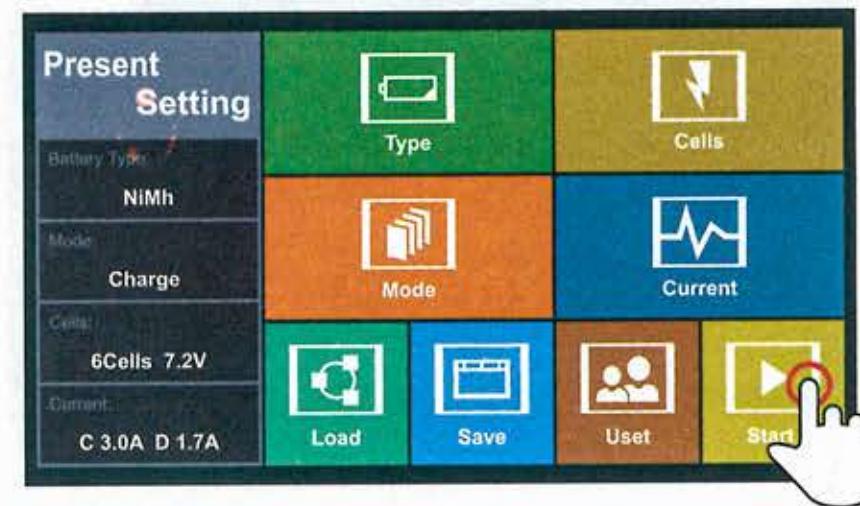 Present
Setting
Battery Type:
NiMh
Mode:
Charge
Cells:
6Cells 7.2V
Current:
C 3.0A D 1.7A
Type
Cells
Mode
Current
Load
Save
Uset
Start